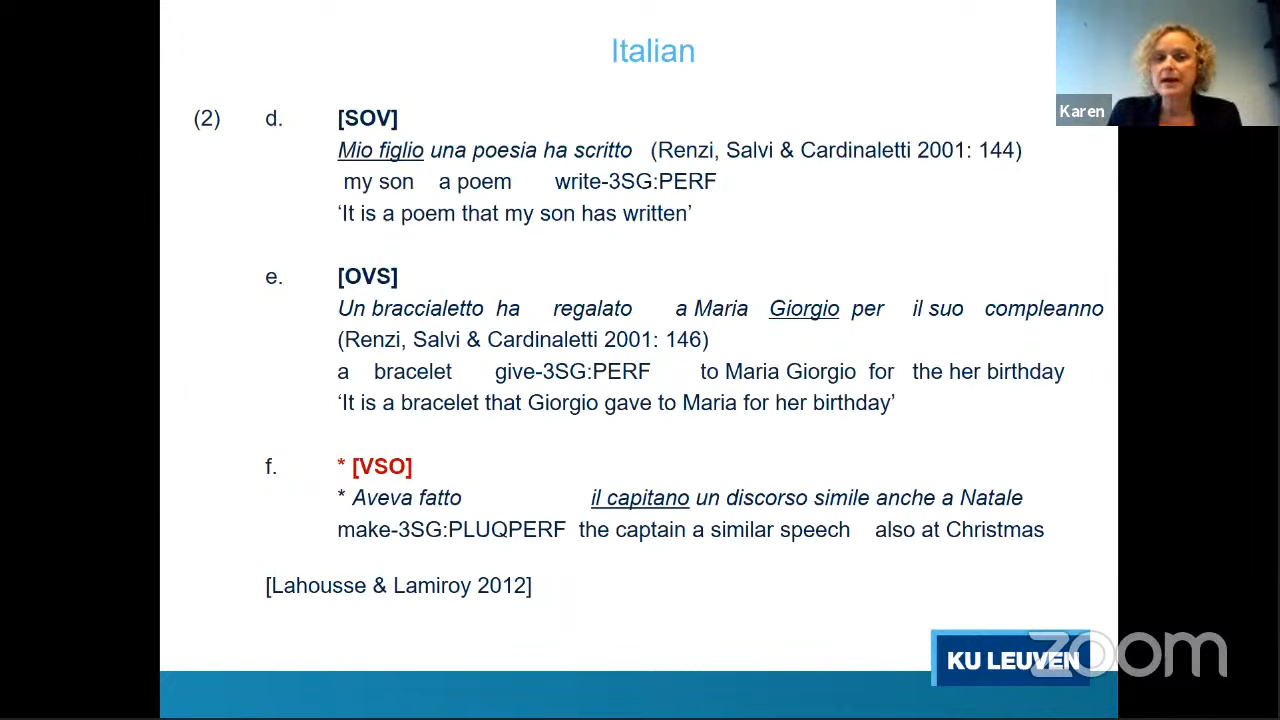 Italian
Karen
(2) d. [SOV]
Mio figlio una poesia ha scritto (Renzi, Salvi & Cardinaletti 2001: 144)
my son a poem write-3SG:PERF
‘It is a poem that my son has written’
e. [OVS]
Un braccialetto ha regalato a Maria Giorgio per il suo compleanno
(Renzi, Salvi & Cardinaletti 2001: 146)
a bracelet give-3SG:PERF to Maria Giorgio for the her birthday
‘It is a bracelet that Giorgio gave to Maria for her birthday’
f. * [VSO]
* Aveva fatto il capitano un discorso simile anche a Natale
make-3SG:PLUQPERF the captain a similar speech also at Christmas
[Lahousse & Lamiroy 2012]
KU LEUVEN
zoom